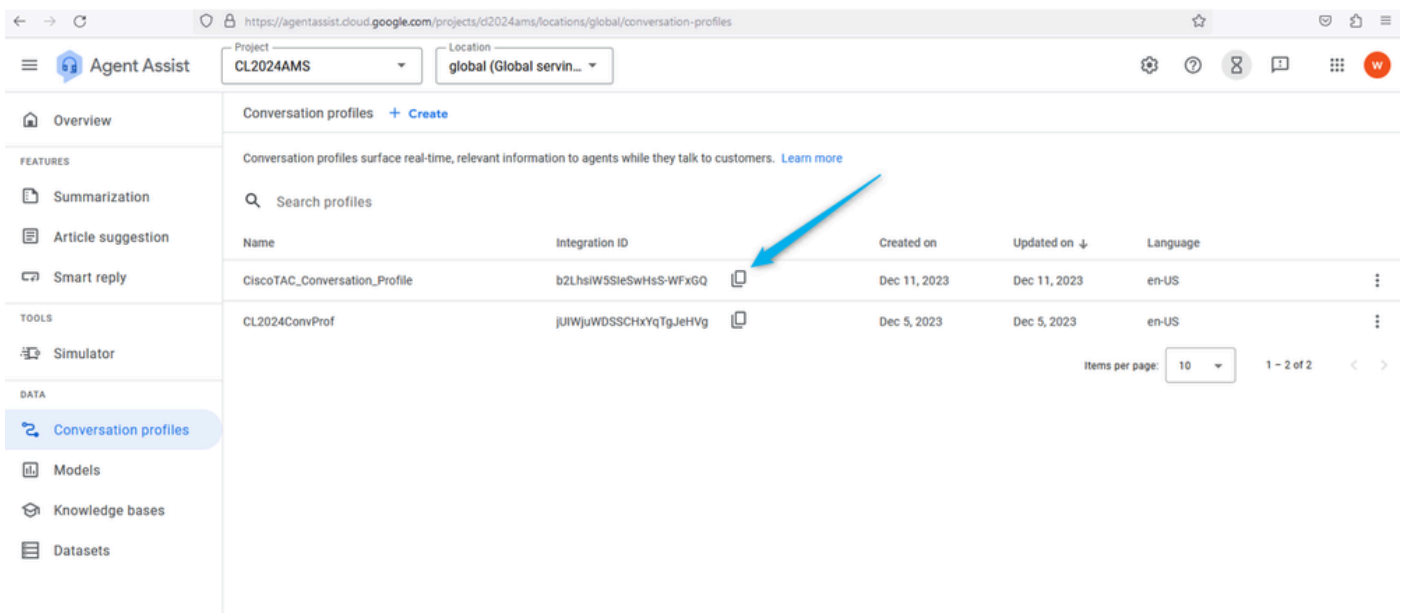 https://agentassist.cloud.google.com/projects/cl2024ams/locations/global/conversation-profiles
Agent Assist
Project
CL2024AMS
Location
global (Global servin...
W
Overview
Conversation profiles + Create
FEATURES
Conversation profiles surface real-time, relevant information to agents while they talk to customers. Learn more
Summarization
Search profiles
Article suggestion
Name Integration ID Created on Updated on ↓ Language
Smart reply
CiscoTAC_Conversation_Profile b2LhsiW5SIeSwHsS-WFxGQ Dec 11, 2023 Dec 11, 2023 en-US
TOOLS
CL2024ConvProf jUIWjuWDSSCHxYqTgJeHVg Dec 5, 2023 Dec 5, 2023 en-US
Simulator
Items per page: 10 1 – 2 of 2
DATA
Conversation profiles
Models
Knowledge bases
Datasets